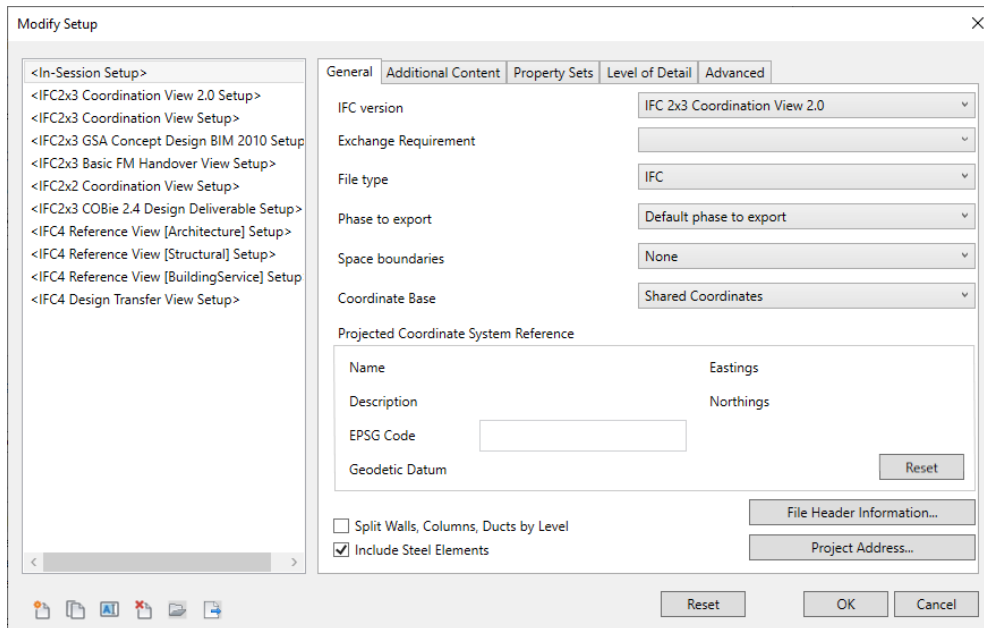 Modify Setup
<In-Session Setup>
<IFC2x3 Coordination View 2.0 Setup>
<IFC2x3 Coordination View Setup>
<IFC2x3 GSA Concept Design BIM 2010 Setup
<IFC2x3 Basic FM Handover View Setup>
<IFC2x2 Coordination View Setup>
<IFC2x3 COBie 2.4 Design Deliverable Setup>
<IFC4 Reference View [Architecture] Setup>
<IFC4 Reference View [Structural] Setup>
<IFC4 Reference View [BuildingService] Setup
<IFC4 Design Transfer View Setup>
General Additional Content Property Sets Level of Detail Advanced
IFC version IFC 2x3 Coordination View 2.0
Exchange Requirement
File type IFC
Phase to export Default phase to export
Space boundaries None
Coordinate Base Shared Coordinates
Projected Coordinate System Reference
Name Eastings
Description Northings
EPSG Code
Geodetic Datum Reset
File Header Information...
Split Walls, Columns, Ducts by Level
Include Steel Elements Project Address...
Reset OK Cancel